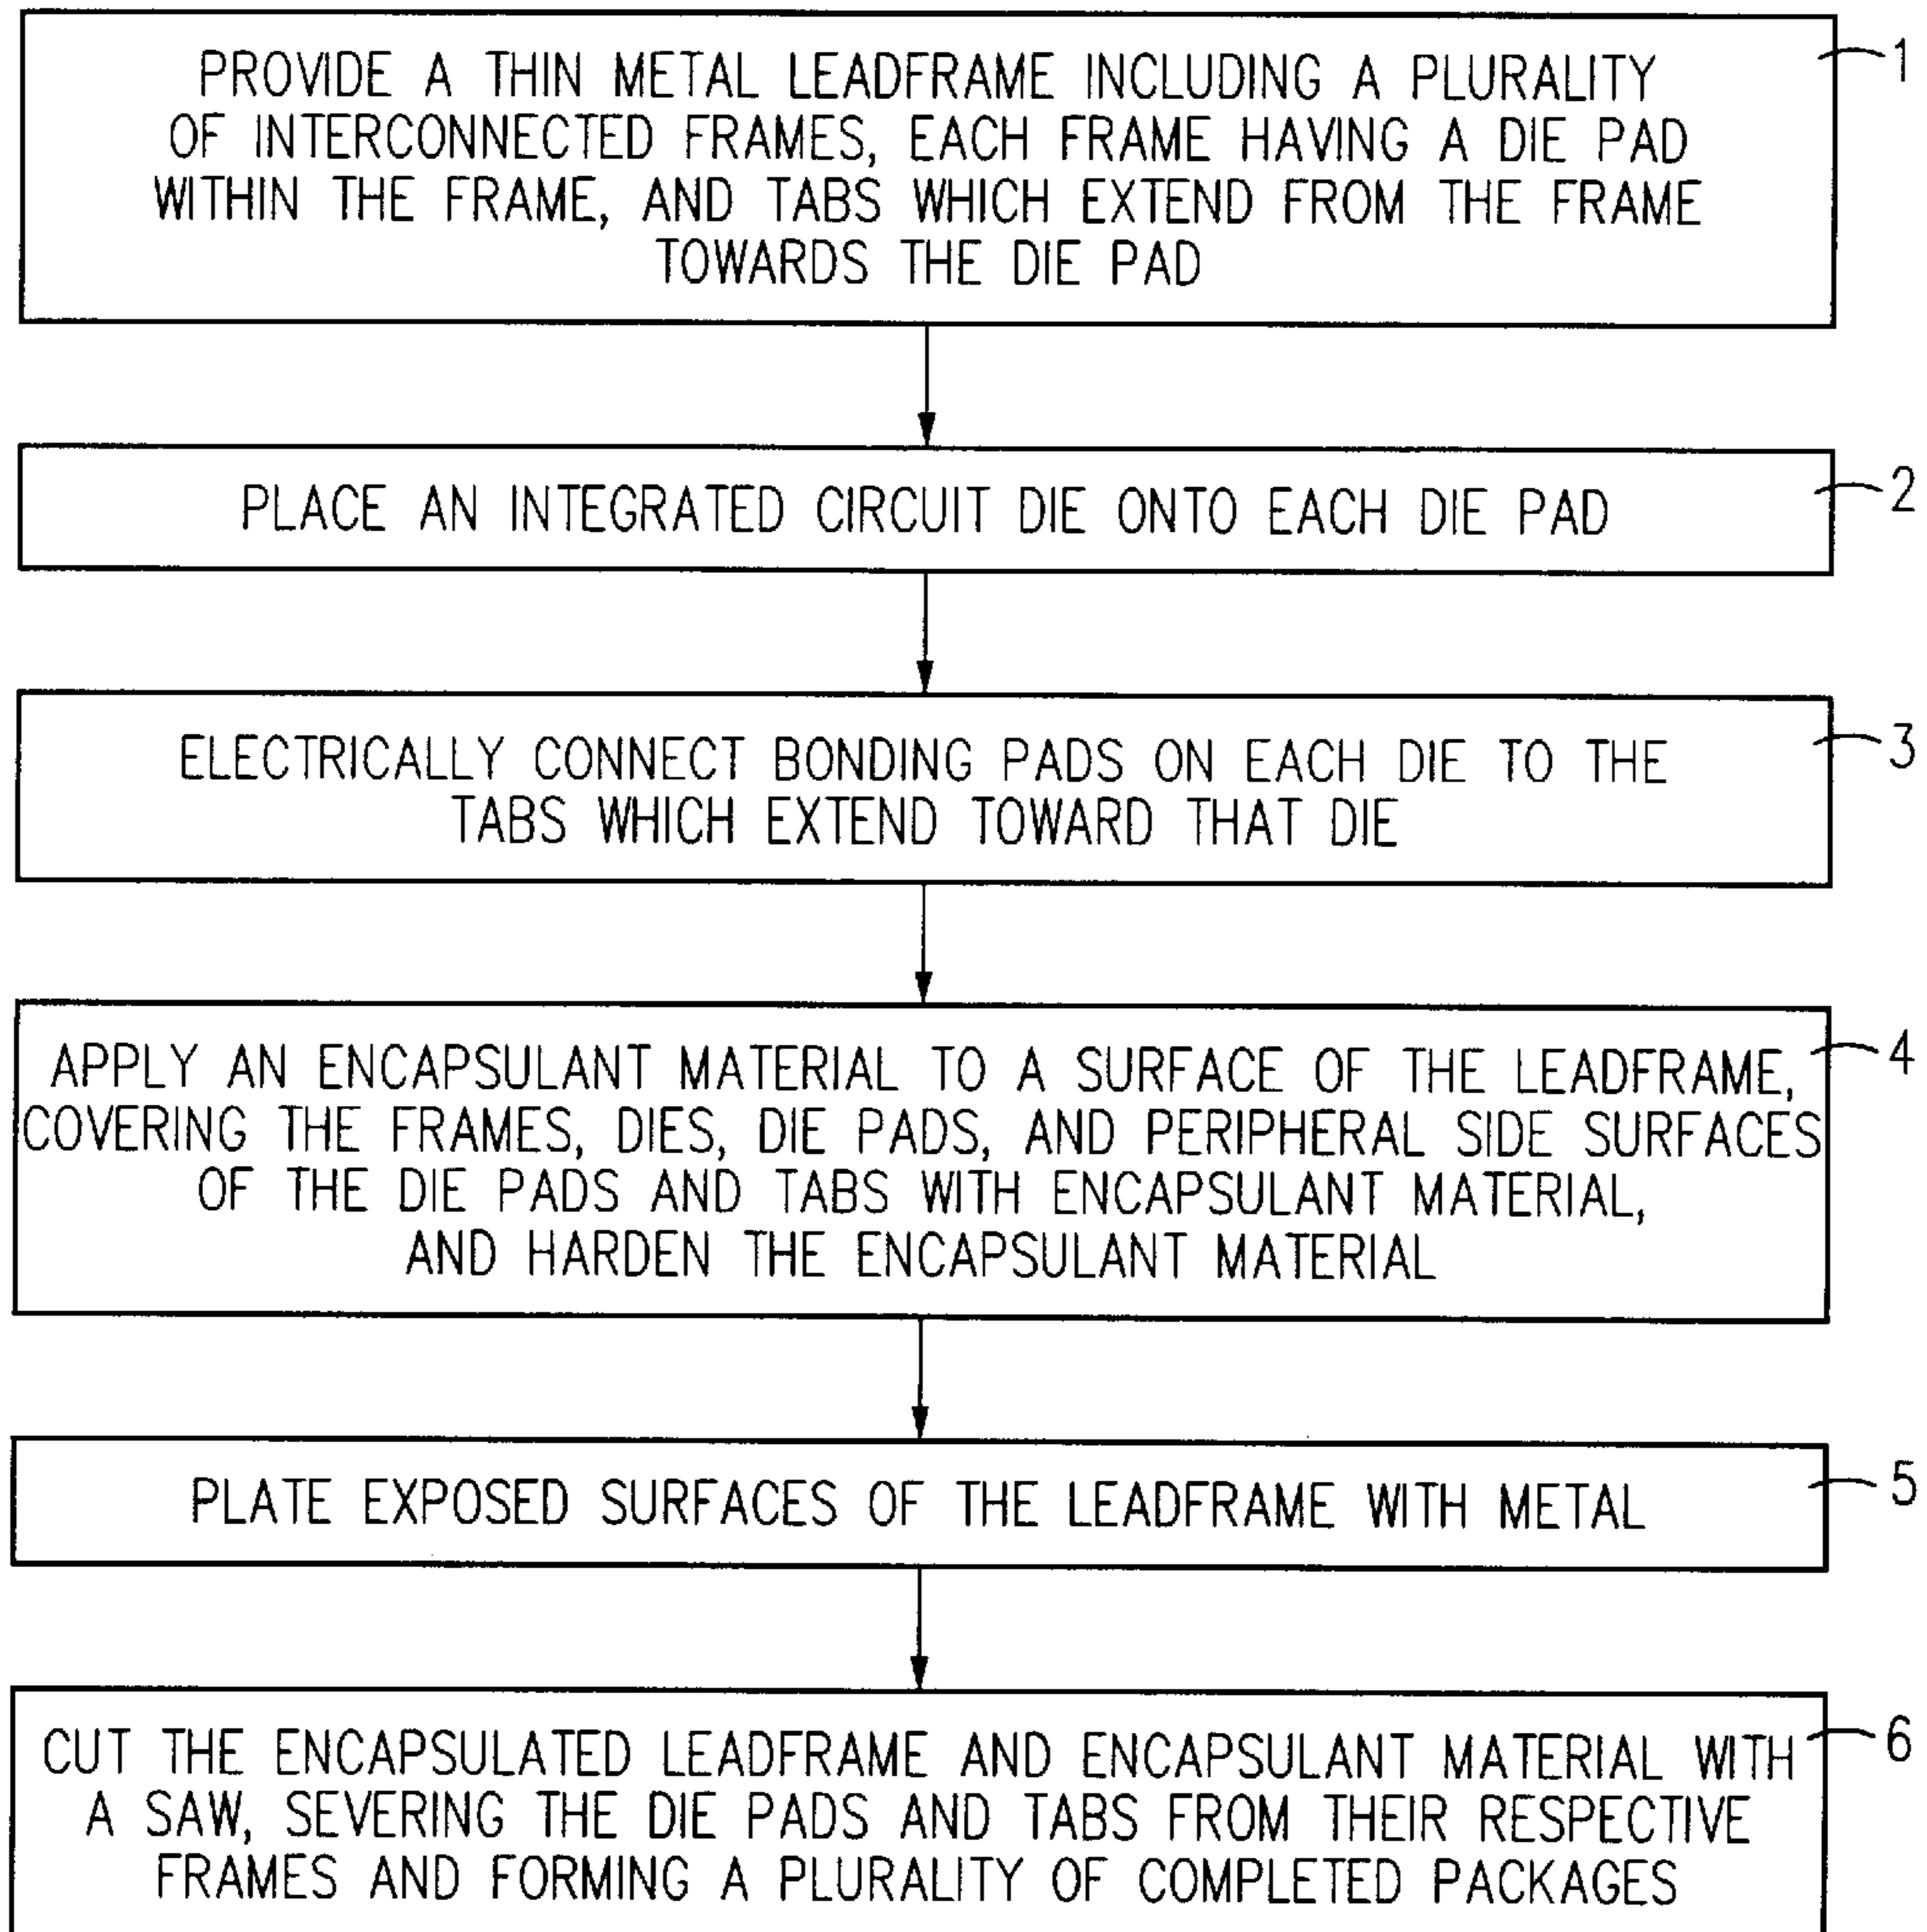 PROVIDE A THIN METAL LEADFRAME INCLUDING A PLURALITY
OF INTERCONNECTED FRAMES, EACH FRAME HAVING A DIE PAD
WITHIN THE FRAME, AND TABS WHICH EXTEND FROM THE FRAME
TOWARDS THE DIE PAD
1
PLACE AN INTEGRATED CIRCUIT DIE ONTO EACH DIE PAD
2
ELECTRICALLY CONNECT BONDING PADS ON EACH DIE TO THE
TABS WHICH EXTEND TOWARD THAT DIE
3
APPLY AN ENCAPSULANT MATERIAL TO A SURFACE OF THE LEADFRAME,
COVERING THE FRAMES, DIES, DIE PADS, AND PERIPHERAL SIDE SURFACES
OF THE DIE PADS AND TABS WITH ENCAPSULANT MATERIAL,
AND HARDEN THE ENCAPSULANT MATERIAL
4
PLATE EXPOSED SURFACES OF THE LEADFRAME WITH METAL
5
CUT THE ENCAPSULATED LEADFRAME AND ENCAPSULANT MATERIAL WITH
A SAW, SEVERING THE DIE PADS AND TABS FROM THEIR RESPECTIVE
FRAMES AND FORMING A PLURALITY OF COMPLETED PACKAGES
6